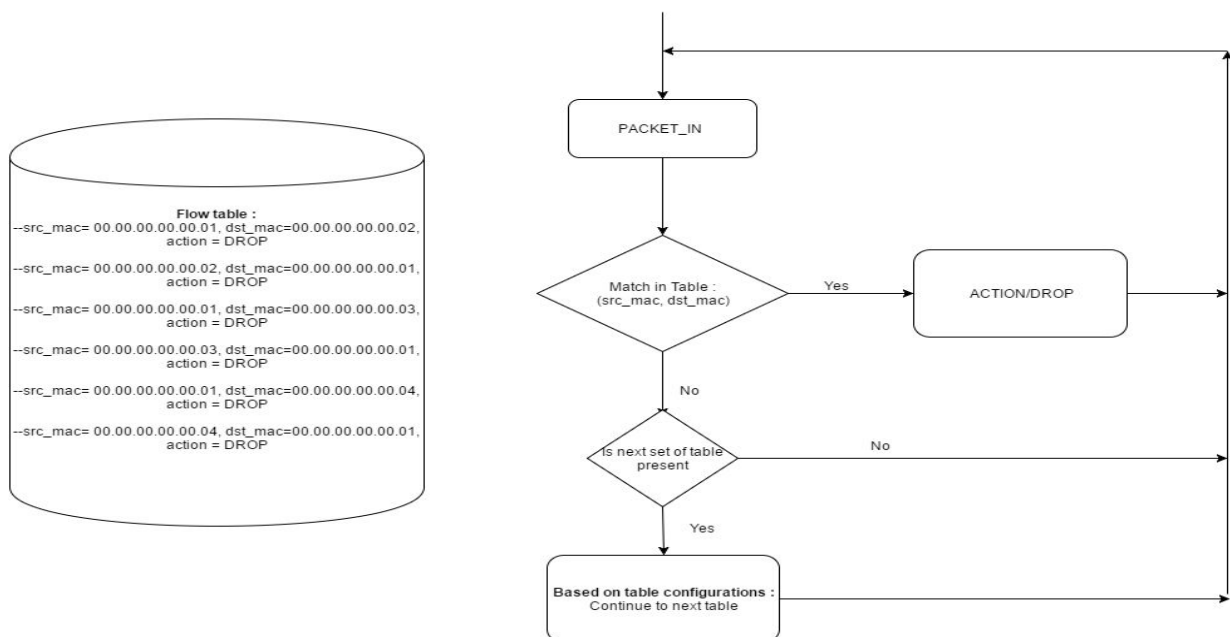 Flow table :
--src_mac= 00.00.00.00.00.01, dst_mac=00.00.00.00.00.02,
action = DROP
--src_mac= 00.00.00.00.00.02, dst_mac=00.00.00.00.00.01,
action = DROP
--src_mac= 00.00.00.00.00.01, dst_mac=00.00.00.00.00.03,
action = DROP
--src_mac= 00.00.00.00.00.03, dst_mac=00.00.00.00.00.01,
action = DROP
--src_mac= 00.00.00.00.00.01, dst_mac=00.00.00.00.00.04,
action = DROP
--src_mac= 00.00.00.00.00.04, dst_mac=00.00.00.00.00.01,
action = DROP
PACKET_IN
Match in Table :
(src_mac, dst_mac)
Yes
ACTION/DROP
No
Is next set of table
present
No
Yes
Based on table configurations :
Continue to next table